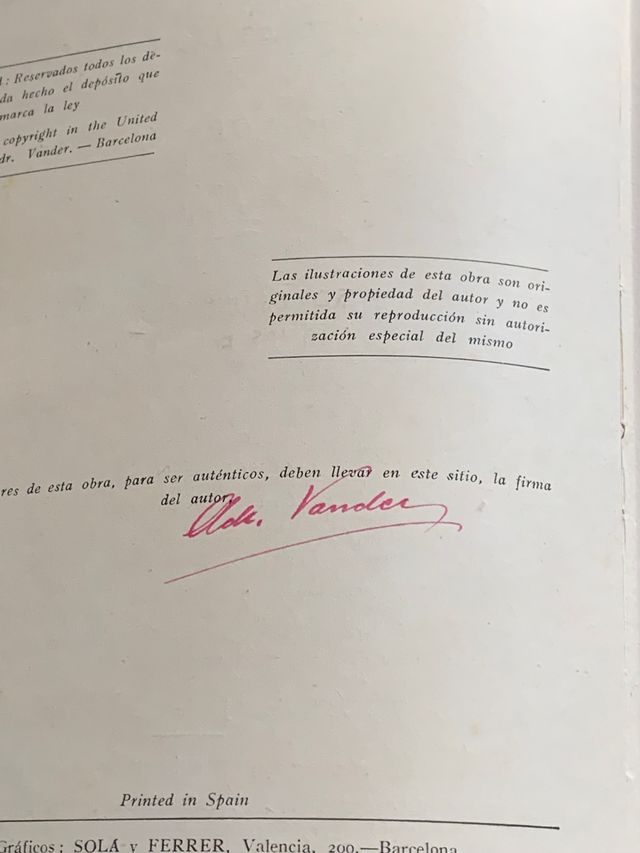 : Reservados todos los de-
da hecho el depósito que
marca la ley
copyright in the United
dr. Vander. — Barcelona
Las ilustraciones de esta obra son ori-
ginales y propiedad del autor y no es
permitida su reproducción sin autori-
zación especial del mismo
res de esta obra, para ser auténticos, deben llevar en este sitio, la firma
del autor.
Adr. Vander
Printed in Spain
Gráficos: SOLÁ y FERRER, Valencia, 200.—Barcelona